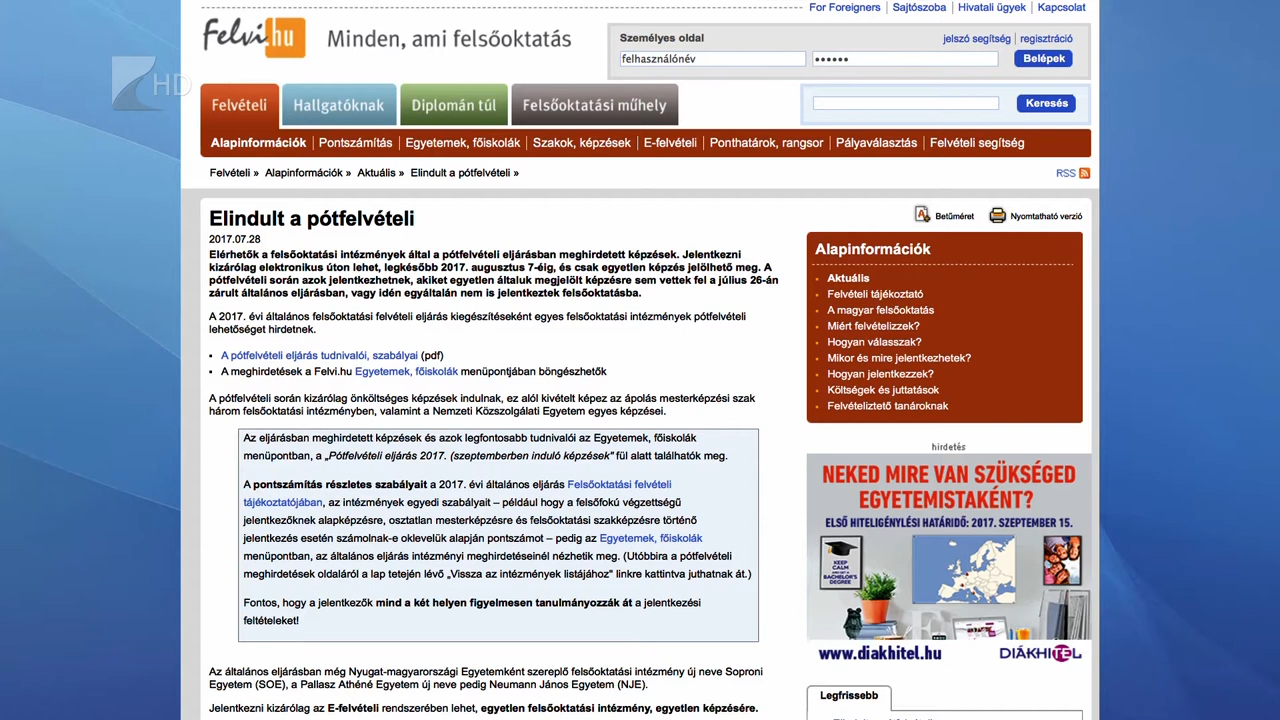 For Foreigners | Sajtószoba | Hivatali ügyek | Kapcsolat
Felvi.hu Minden, ami felsőoktatás
Személyes oldal jelszó segítség | regisztráció
felhasználónév •••••• Belépek
HD
Felvételi Hallgatóknak Diplomán túl Felsőoktatási műhely Keresés
Alapinformációk | Pontszámítás | Egyetemek, főiskolák | Szakok, képzések | E-felvételi | Ponthatárok, rangsor | Pályaválasztás | Felvételi segítség
Felvételi » Alapinformációk » Aktuális » Elindult a pótfelvételi » RSS
Elindult a pótfelvételi
Betűméret Nyomtatható verzió
2017.07.28
Elérhetők a felsőoktatási intézmények által a pótfelvételi eljárásban meghirdetett képzések. Jelentkezni
kizárólag elektronikus úton lehet, legkésőbb 2017. augusztus 7-éig, és csak egyetlen képzés jelölhető meg. A
pótfelvételi során azok jelentkezhetnek, akiket egyetlen általuk megjelölt képzésre sem vettek fel a július 26-án
zárult általános eljárásban, vagy idén egyáltalán nem is jelentkeztek felsőoktatásba.
A 2017. évi általános felsőoktatási felvételi eljárás kiegészítéseként egyes felsőoktatási intézmények pótfelvételi
lehetőséget hirdetnek.
• A pótfelvételi eljárás tudnivalói, szabályai (pdf)
• A meghirdetések a Felvi.hu Egyetemek, főiskolák menüpontjában böngészhetők
A pótfelvételi során kizárólag önköltséges képzések indulnak, ez alól kivételt képez az ápolás mesterképzési szak
három felsőoktatási intézményben, valamint a Nemzeti Közszolgálati Egyetem egyes képzései.
Az eljárásban meghirdetett képzések és azok legfontosabb tudnivalói az Egyetemek, főiskolák
menüpontban, a „Pótfelvételi eljárás 2017. (szeptemberben induló képzések" fül alatt találhatók meg.
A pontszámítás részletes szabályait a 2017. évi általános eljárás Felsőoktatási felvételi
tájékoztatójában, az intézmények egyedi szabályait – például hogy a felsőfokú végzettségű
jelentkezőknek alapképzésre, osztatlan mesterképzésre és felsőoktatási szakképzésre történő
jelentkezés esetén számolnak-e oklevelük alapján pontszámot – pedig az Egyetemek, főiskolák
menüpontban, az általános eljárás intézményi meghirdetéseinél nézhetik meg. (Utóbbira a pótfelvételi
meghirdetések oldaláról a lap tetején lévő „Vissza az intézmények listájához" linkre kattintva juthatnak át.)
Fontos, hogy a jelentkezők mind a két helyen figyelmesen tanulmányozzák át a jelentkezési
feltételeket!
Az általános eljárásban még Nyugat-magyarországi Egyetemként szereplő felsőoktatási intézmény új neve Soproni
Egyetem (SOE), a Pallasz Athéné Egyetem új neve pedig Neumann János Egyetem (NJE).
Jelentkezni kizárólag az E-felvételi rendszerében lehet, egyetlen felsőoktatási intézmény, egyetlen képzésére.
Alapinformációk
Aktuális
Felvételi tájékoztató
A magyar felsőoktatás
Miért felvételizzek?
Hogyan válasszak?
Mikor és mire jelentkezhetek?
Hogyan jelentkezzek?
Költségek és juttatások
Felvételiztető tanároknak
hirdetés
NEKED MIRE VAN SZÜKSÉGED
EGYETEMISTAKÉNT?
ELSŐ HITELIGÉNYLÉSI HATÁRIDŐ: 2017. SZEPTEMBER 15.
KEEP
CALM
AND GET A
BACHELOR'S
DEGREE
www.diakhitel.hu DIÁKHITEL
Legfrissebb